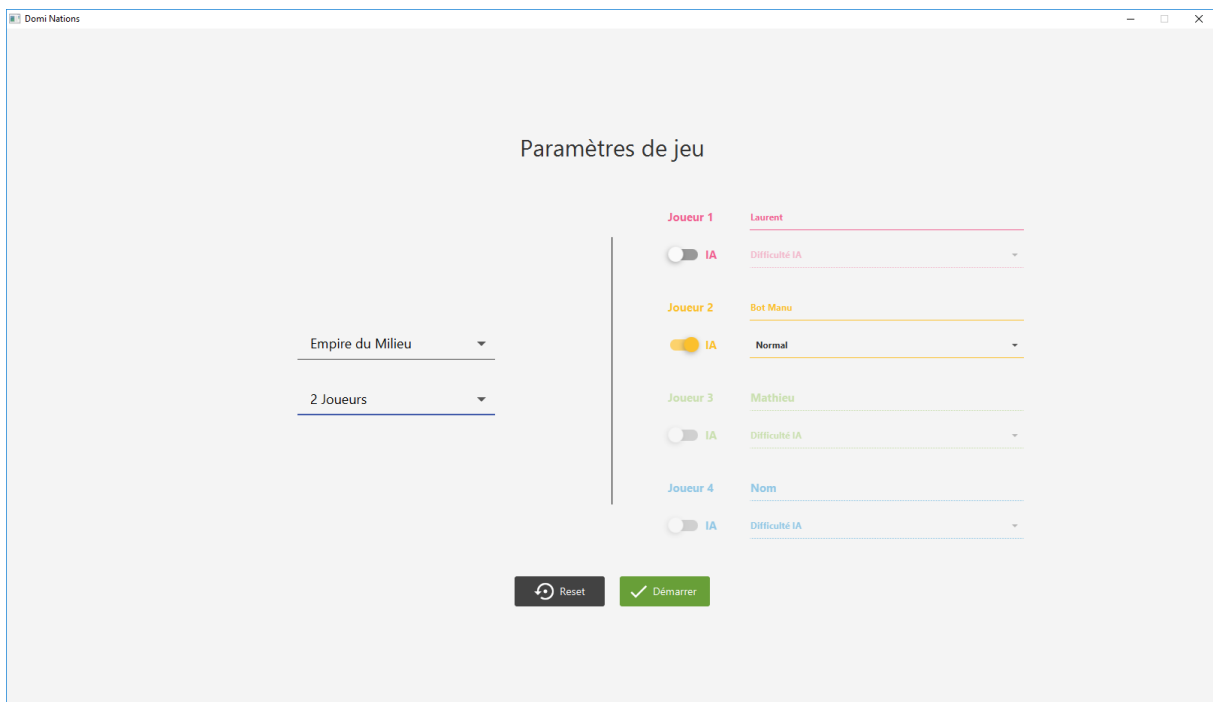 Domi Nations
Paramètres de jeu
Empire du Milieu
2 Joueurs
Joueur 1 Laurent
IA Difficulté IA
Joueur 2 Bot Manu
IA Normal
Joueur 3 Mathieu
IA Difficulté IA
Joueur 4 Nom
IA Difficulté IA
Reset Démarrer